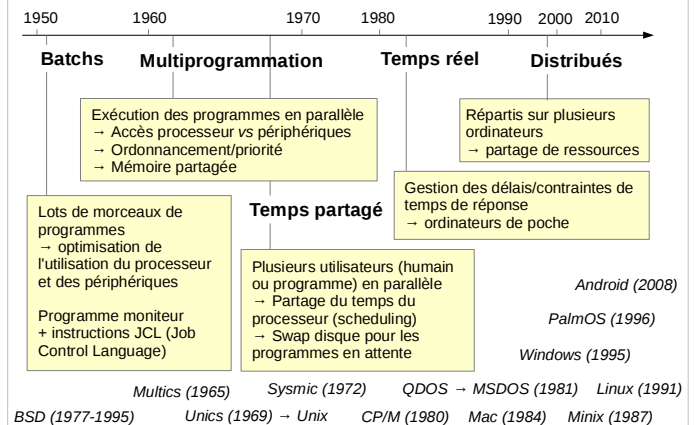 1950 1960 1970 1980 1990 2000 2010
Batchs Multiprogrammation Temps réel Distribués
Exécution des programmes en parallèle
→ Accès processeur vs périphériques
→ Ordonnancement/priorité
→ Mémoire partagée
Répartis sur plusieurs
ordinateurs
→ partage de ressources
Gestion des délais/contraintes de
temps de réponse
→ ordinateurs de poche
Lots de morceaux de
programmes
→ optimisation de
l'utilisation du processeur
et des périphériques
Programme moniteur
+ instructions JCL (Job
Control Language)
Temps partagé
Plusieurs utilisateurs (humain
ou programme) en parallèle
→ Partage du temps du
processeur (scheduling)
→ Swap disque pour les
programmes en attente
Android (2008)
PalmOS (1996)
Windows (1995)
Multics (1965) Sysmic (1972) QDOS → MSDOS (1981) Linux (1991)
BSD (1977-1995) Unics (1969) → Unix CP/M (1980) Mac (1984) Minix (1987)